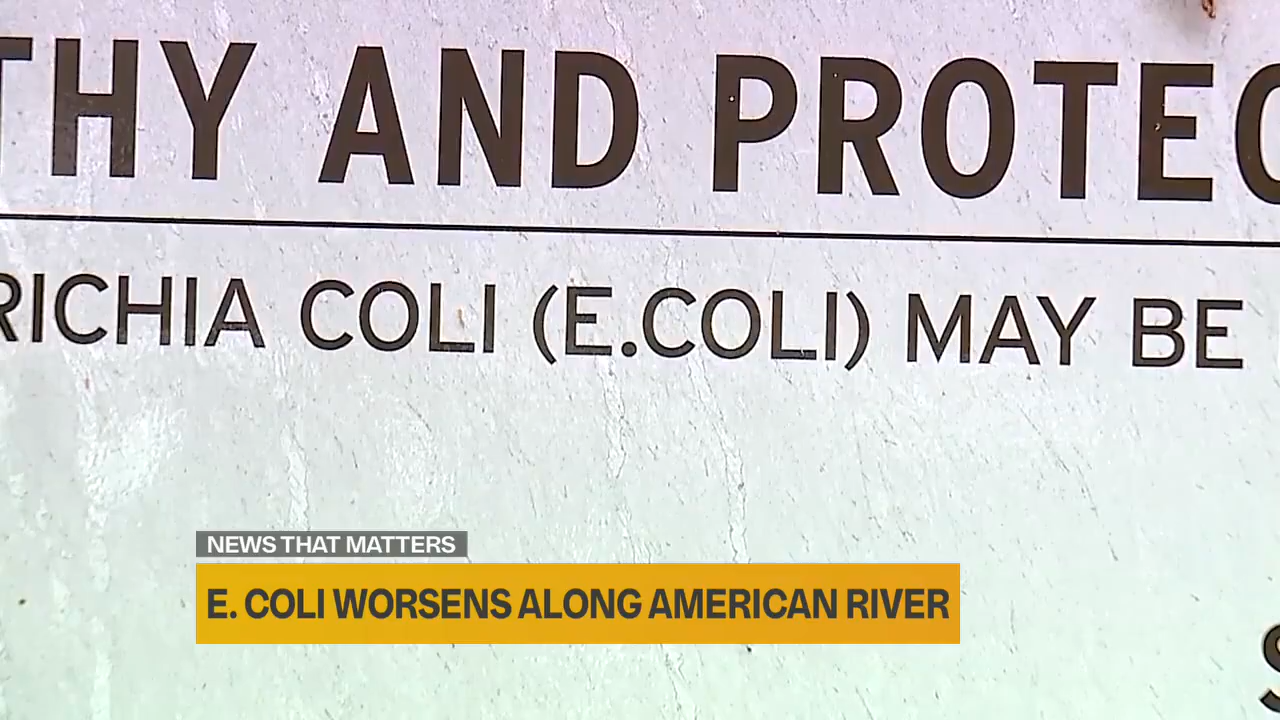 THY AND PROTEC
RICHIA COLI (E.COLI) MAY BE
NEWS THAT MATTERS
E. COLI WORSENS ALONG AMERICAN RIVER
S